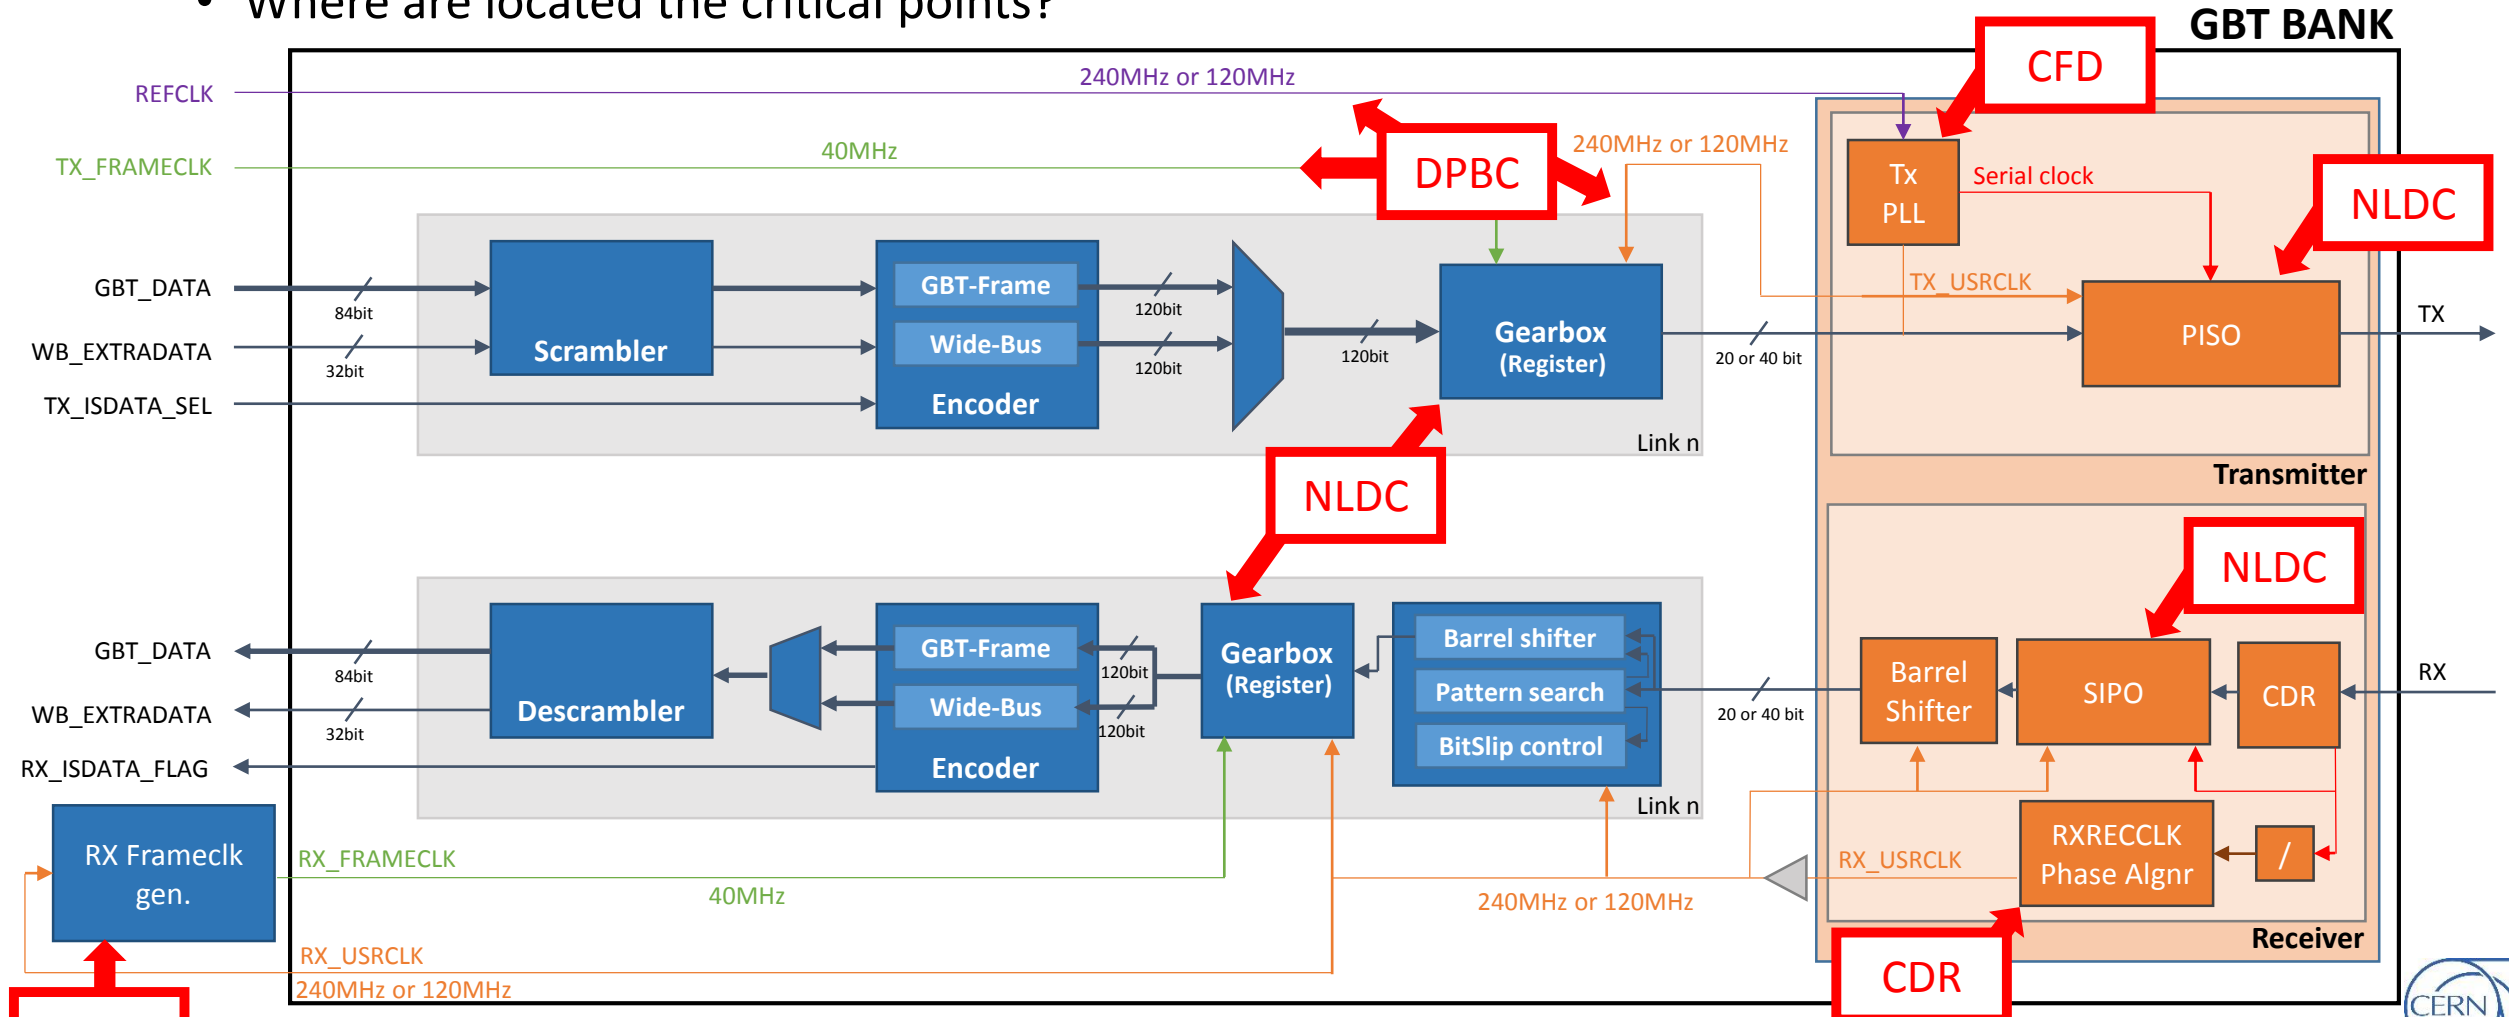 • Where are located the critical points?
GBT BANK
CFD
240MHz or 120MHz
REFCLK
TX_FRAMECLK
40MHz
DPBC
240MHz or 120MHz
Tx
PLL
Serial clock
NLDC
GBT_DATA
84bit
WB_EXTRADATA
32bit
TX_ISDATA_SEL
Scrambler
GBT-Frame
Wide-Bus
Encoder
120bit
120bit
120bit
Gearbox
(Register)
20 or 40 bit
TX_USRCLK
PISO
TX
Link n
Transmitter
NLDC
NLDC
GBT_DATA
84bit
WB_EXTRADATA
32bit
RX_ISDATA_FLAG
Descrambler
GBT-Frame
Wide-Bus
Encoder
120bit
120bit
Gearbox
(Register)
Barrel shifter
Pattern search
BitSlip control
20 or 40 bit
Barrel
Shifter
SIPO
CDR
RX
Link n
RX Frameclk
gen.
RX_FRAMECLK
40MHz
RX_USRCLK
240MHz or 120MHz
RXRECCLK
Phase Algnr
/
RX_USRCLK
240MHz or 120MHz
Receiver
CDR
CERN